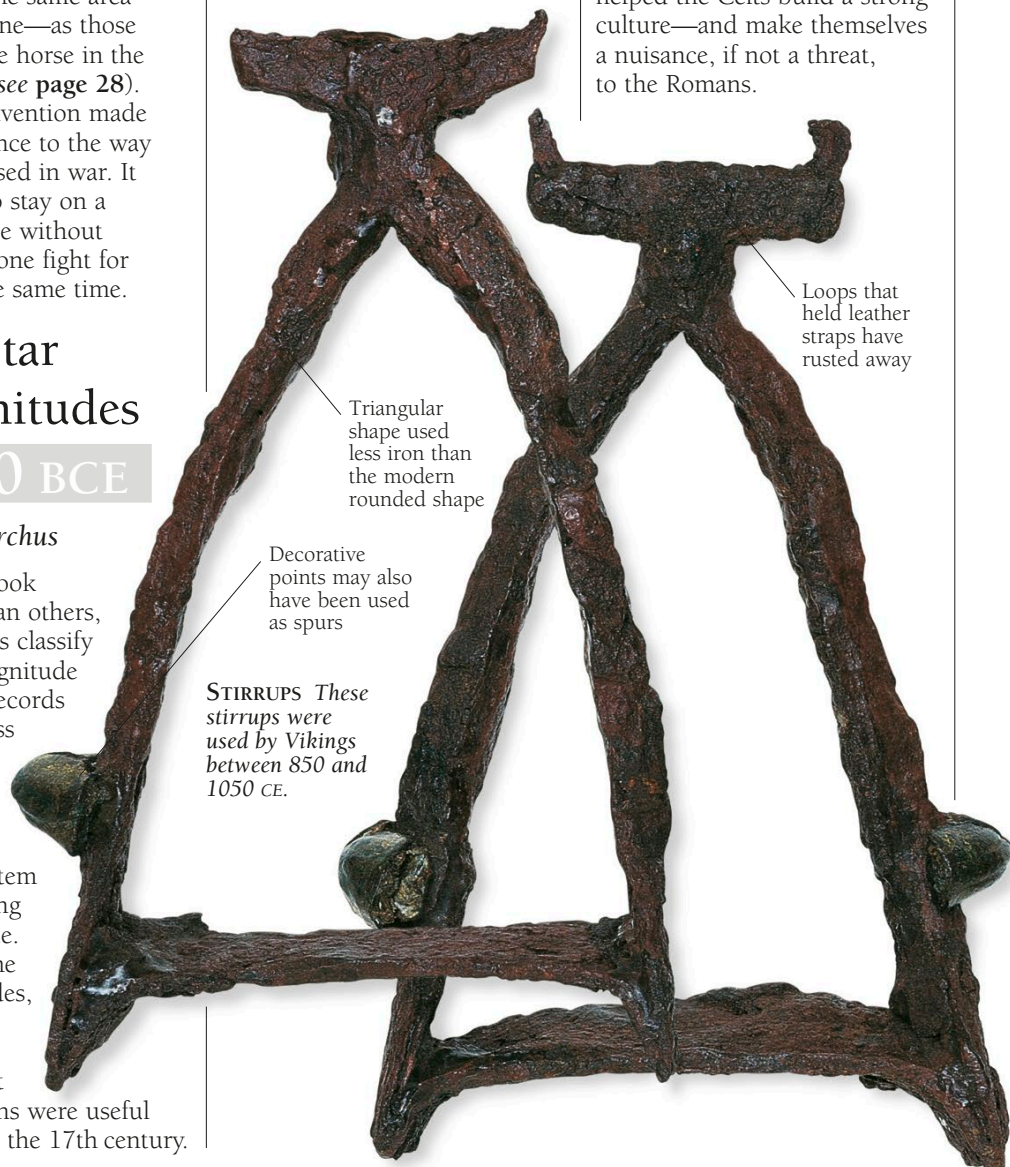 he same area
ne—as those
e horse in the
see page 28).
vention made
nce to the way
sed in war. It
o stay on a
e without
one fight for
e same time.
tar
nitudes
0 BCE
rchus
ook
an others,
s classify
gnitude
ecords
ss
tem
ng
e.
ne
les,
ns were useful
the 17th century.
helped the Celts build a strong
culture—and make themselves
a nuisance, if not a threat,
to the Romans.
Loops that
held leather
straps have
rusted away
Triangular
shape used
less iron than
the modern
rounded shape
Decorative
points may also
have been used
as spurs
STIRRUPS These
stirrups were
used by Vikings
between 850 and
1050 CE.